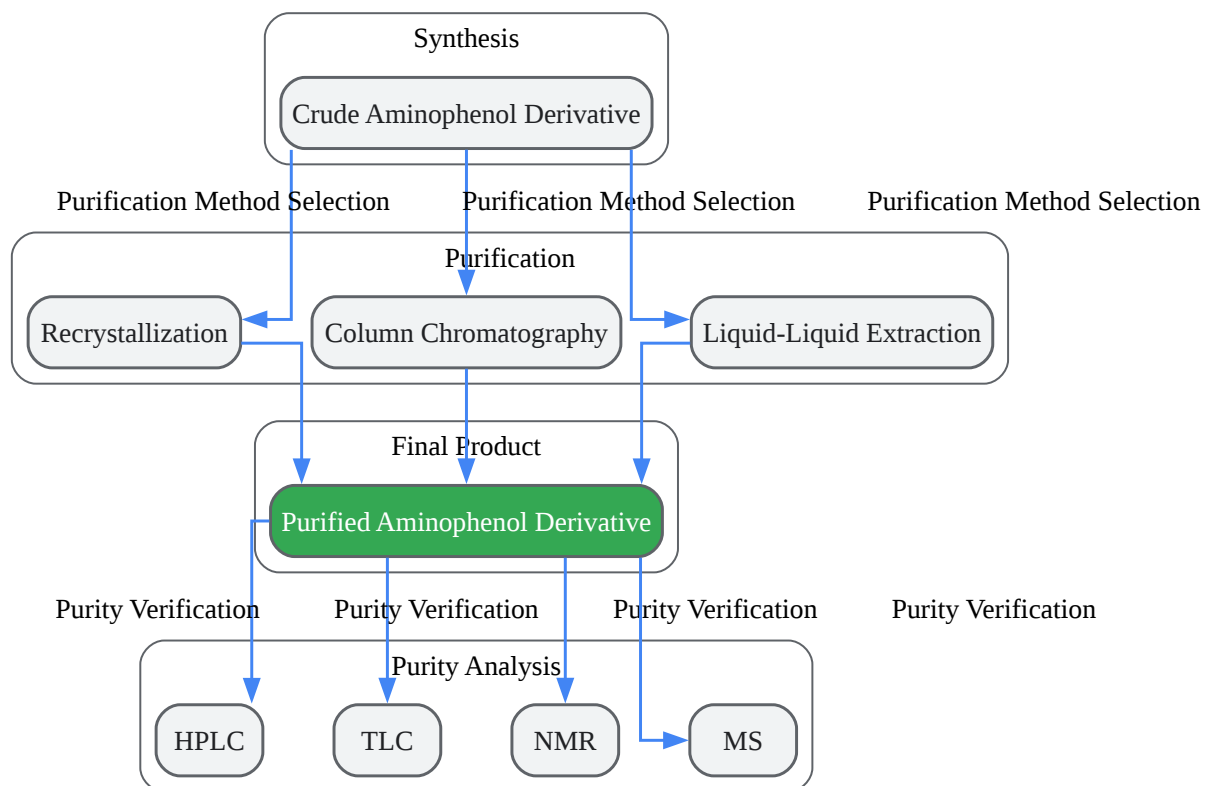 Synthesis
Crude Aminophenol Derivative
Purification Method Selection
Purification Method Selection
Purification Method Selection
Purification
Recrystallization
Column Chromatography
Liquid-Liquid Extraction
Final Product
Purified Aminophenol Derivative
Purity Verification
Purity Verification
Purity Verification
Purity Verification
Purity Analysis
HPLC
TLC
NMR
MS